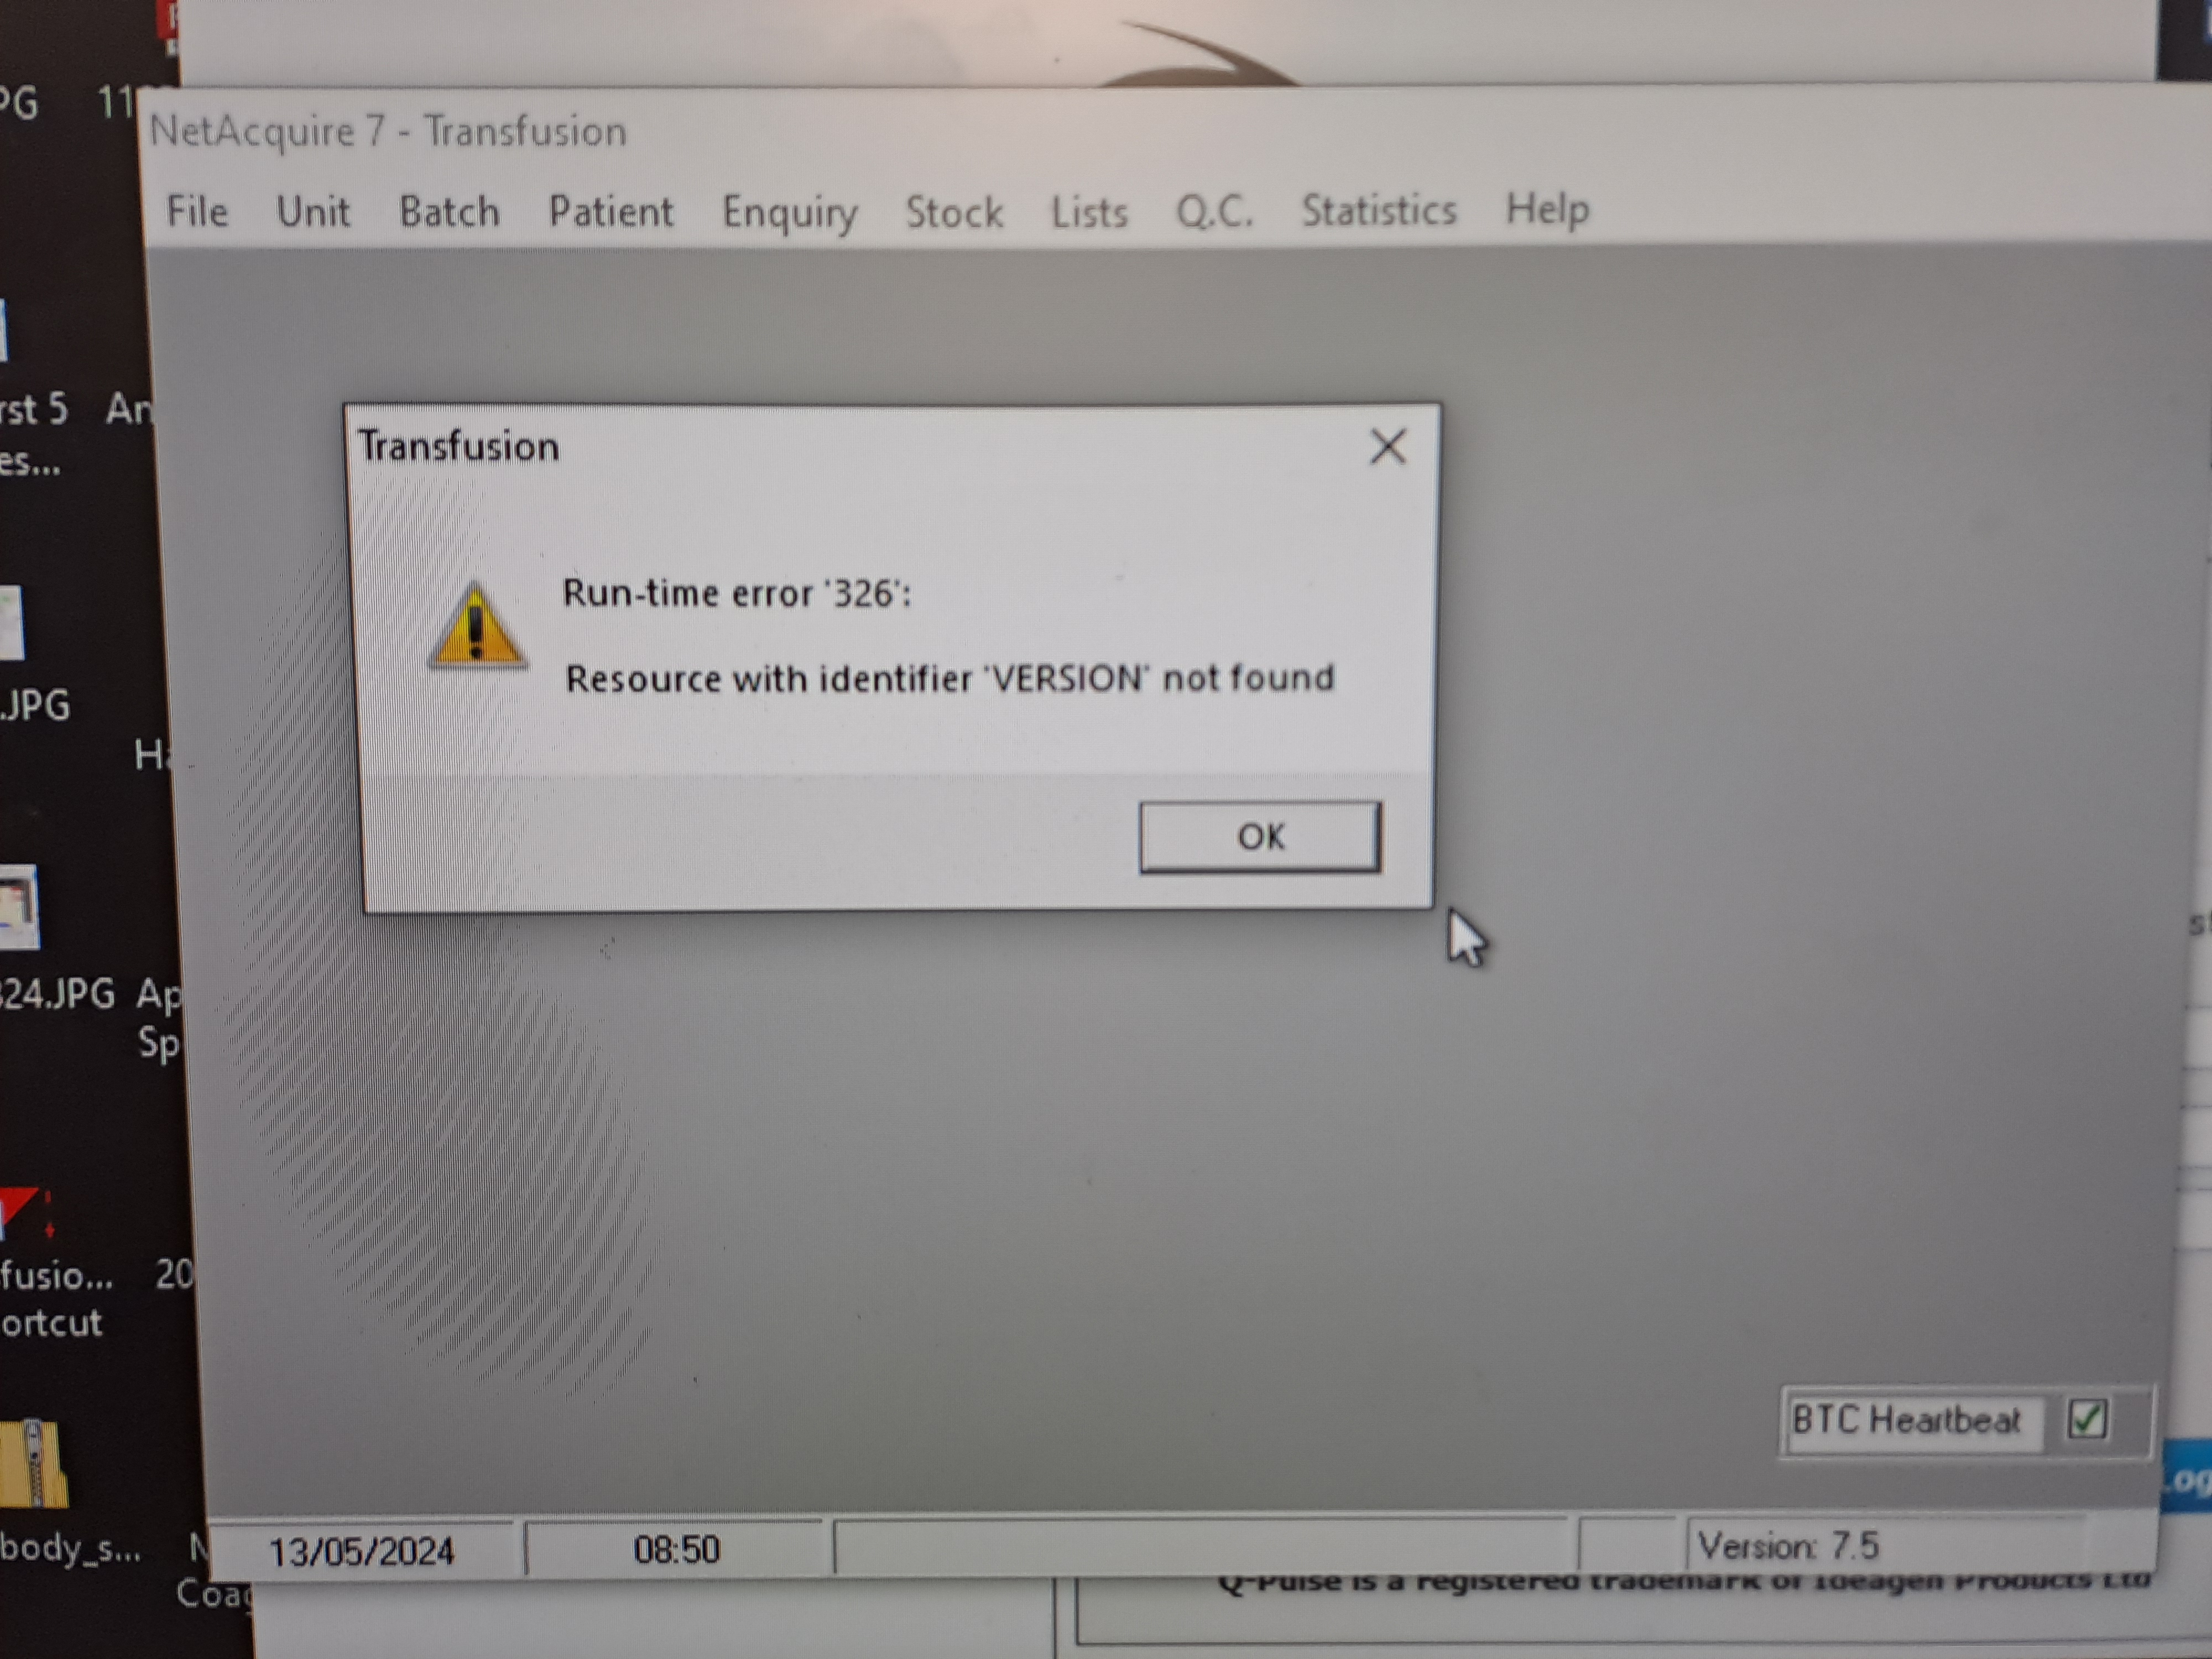 PG
11
NetAcquire 7 - Transfusion
File Unit Batch Patient Enquiry Stock Lists Q.C. Statistics Help
rst 5
An
es...
Transfusion
Run-time error '326':
Resource with identifier 'VERSION' not found
OK
.JPG
Ha
24.JPG
Ap
Sp
fusio...
20
ortcut
BTC Heartbeat
Log
13/05/2024
08:50
Version: 7.5
body_s...
N
Coag
Q-Pulse is a registered trademark of Ideagen Products Ltd